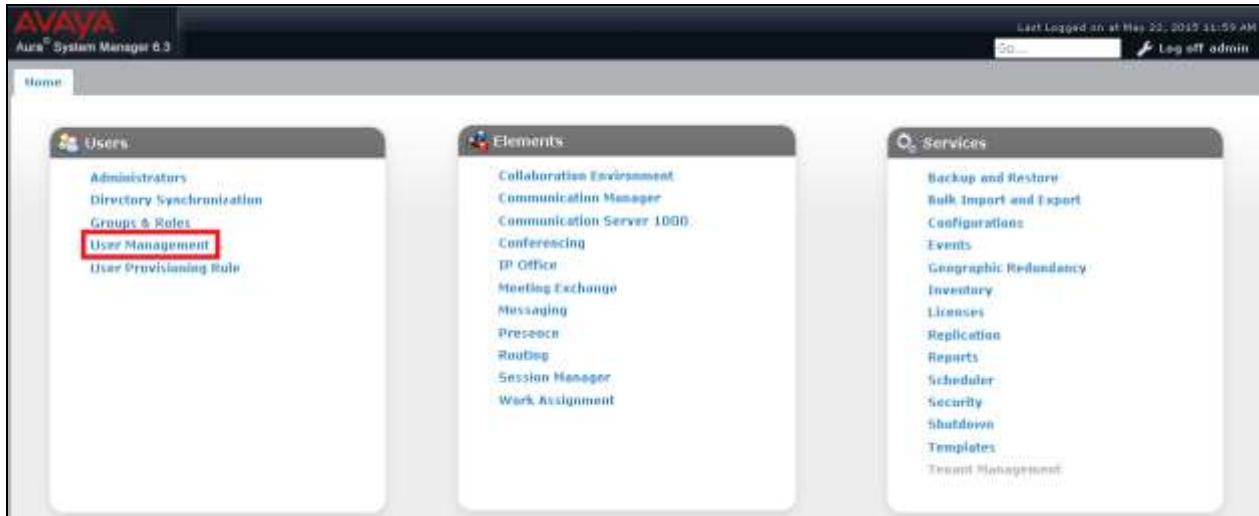 AVAYA
Aura® System Manager 6.3
Last Logged on at May 22, 2015 11:59 AM
Go...
Log off admin
Home
Users
Administrators
Directory Synchronization
Groups & Roles
User Management
User Provisioning Rule
Elements
Collaboration Environment
Communication Manager
Communication Server 1000
Conferencing
IP Office
Meeting Exchange
Messaging
Presence
Routing
Session Manager
Work Assignment
Services
Backup and Restore
Bulk Import and Export
Configurations
Events
Geographic Redundancy
Inventory
Licenses
Replication
Reports
Scheduler
Security
Shutdown
Templates
Tenant Management